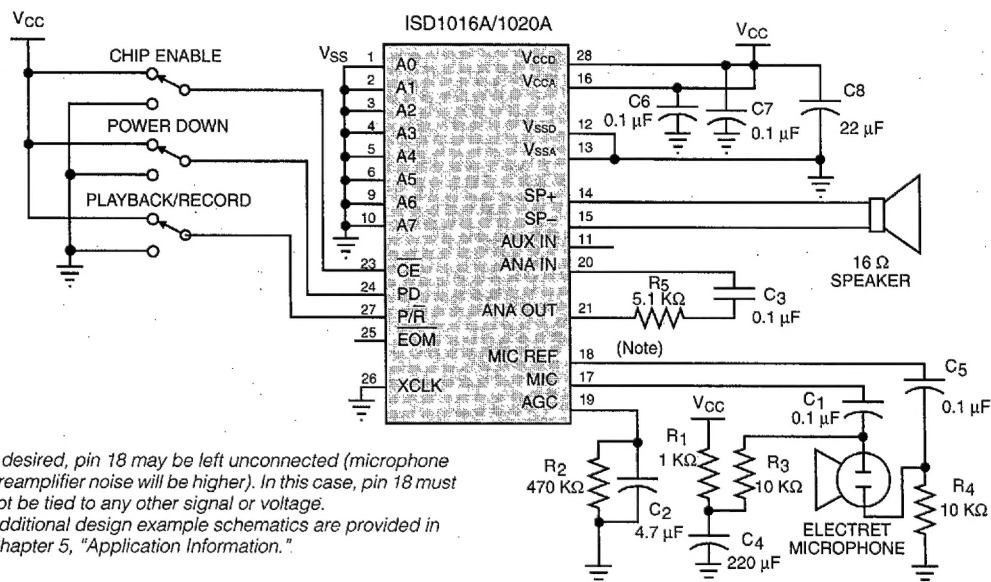 ISD1016A/1020A
VCC
CHIP ENABLE
POWER DOWN
PLAYBACK/RECORD
VSS
1 A0
2 A1
3 A2
4 A3
5 A4
6 A5
9 A6
10 A7
23 CE
24 PD
27 P/R
25 EOM
26 XCLK
VCCD 28
VCCA 16
VSSD 12
VSSA 13
SP+ 14
SP– 15
AUX IN 11
ANA IN 20
ANA OUT 21
MIC REF 18
MIC 17
AGC 19
VCC
C6
0.1 µF
C7
0.1 µF
C8
22 µF
16 Ω
SPEAKER
R5
5.1 KΩ
C3
0.1 µF
(Note)
C5
0.1 µF
C1
0.1 µF
VCC
R1
1 KΩ
R3
10 KΩ
R2
470 KΩ
C2
4.7 µF
C4
220 µF
R4
10 KΩ
ELECTRET
MICROPHONE
desired, pin 18 may be left unconnected (microphone
reamplifier noise will be higher). In this case, pin 18 must
ot be tied to any other signal or voltage.
dditional design example schematics are provided in
hapter 5, "Application Information."